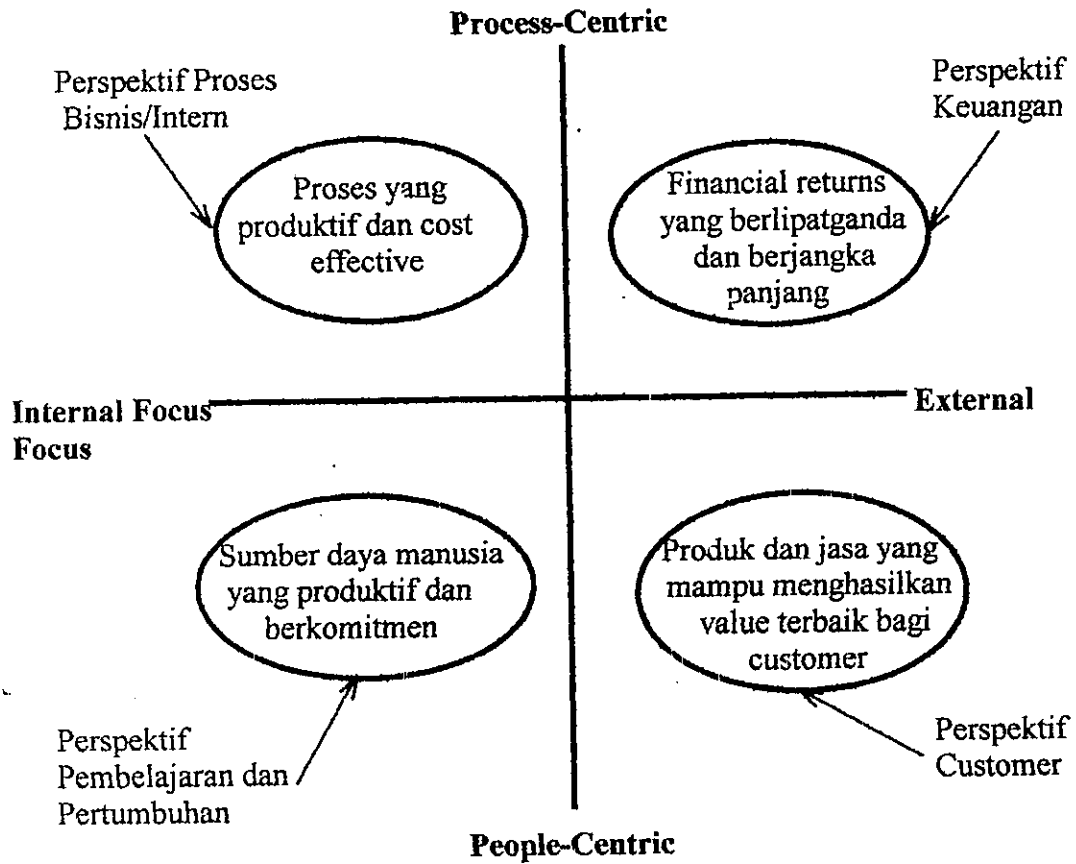 Process-Centric
Perspektif Proses
Bisnis/Intern
Perspektif
Keuangan
Proses yang
produktif dan cost
effective
Financial returns
yang berlipatganda
dan berjangka
panjang
Internal Focus
Focus
External
Sumber daya manusia
yang produktif dan
berkomitmen
Produk dan jasa yang
mampu menghasilkan
value terbaik bagi
customer
Perspektif
Pembelajaran dan
Pertumbuhan
Perspektif
Customer
People-Centric